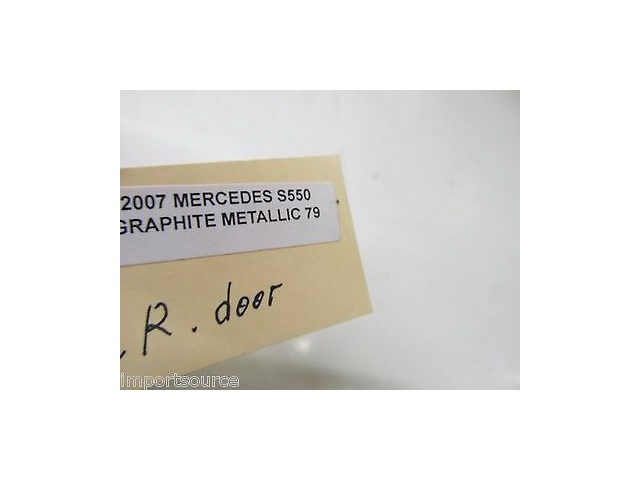 2007 MERCEDES S550
GRAPHITE METALLIC 79
R. door
importsource